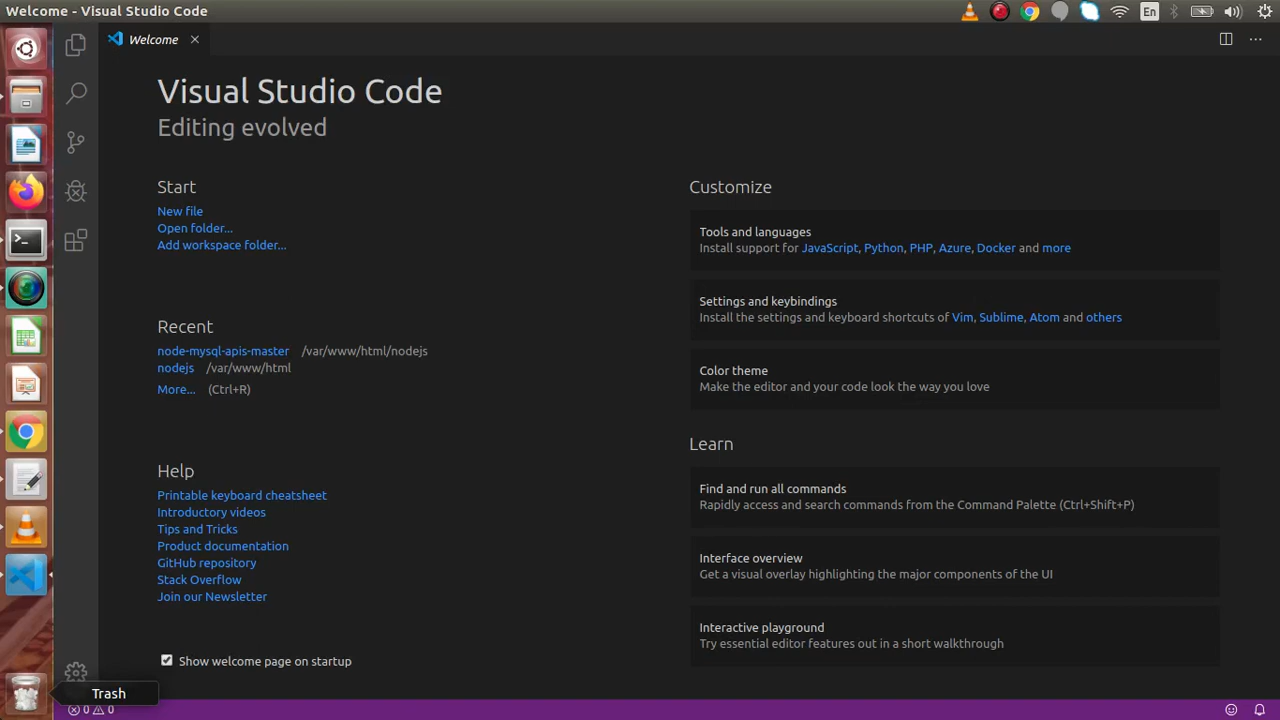 Welcome - Visual Studio Code
En
Welcome
Visual Studio Code
Editing evolved
Start
New file
Open folder...
Add workspace folder...
Recent
node-mysql-apis-master /var/www/html/nodejs
nodejs /var/www/html
More... (Ctrl+R)
Help
Printable keyboard cheatsheet
Introductory videos
Tips and Tricks
Product documentation
GitHub repository
Stack Overflow
Join our Newsletter
Show welcome page on startup
Customize
Tools and languages
Install support for JavaScript, Python, PHP, Azure, Docker and more
Settings and keybindings
Install the settings and keyboard shortcuts of Vim, Sublime, Atom and others
Color theme
Make the editor and your code look the way you love
Learn
Find and run all commands
Rapidly access and search commands from the Command Palette (Ctrl+Shift+P)
Interface overview
Get a visual overlay highlighting the major components of the UI
Interactive playground
Try essential editor features out in a short walkthrough
Trash
0 0